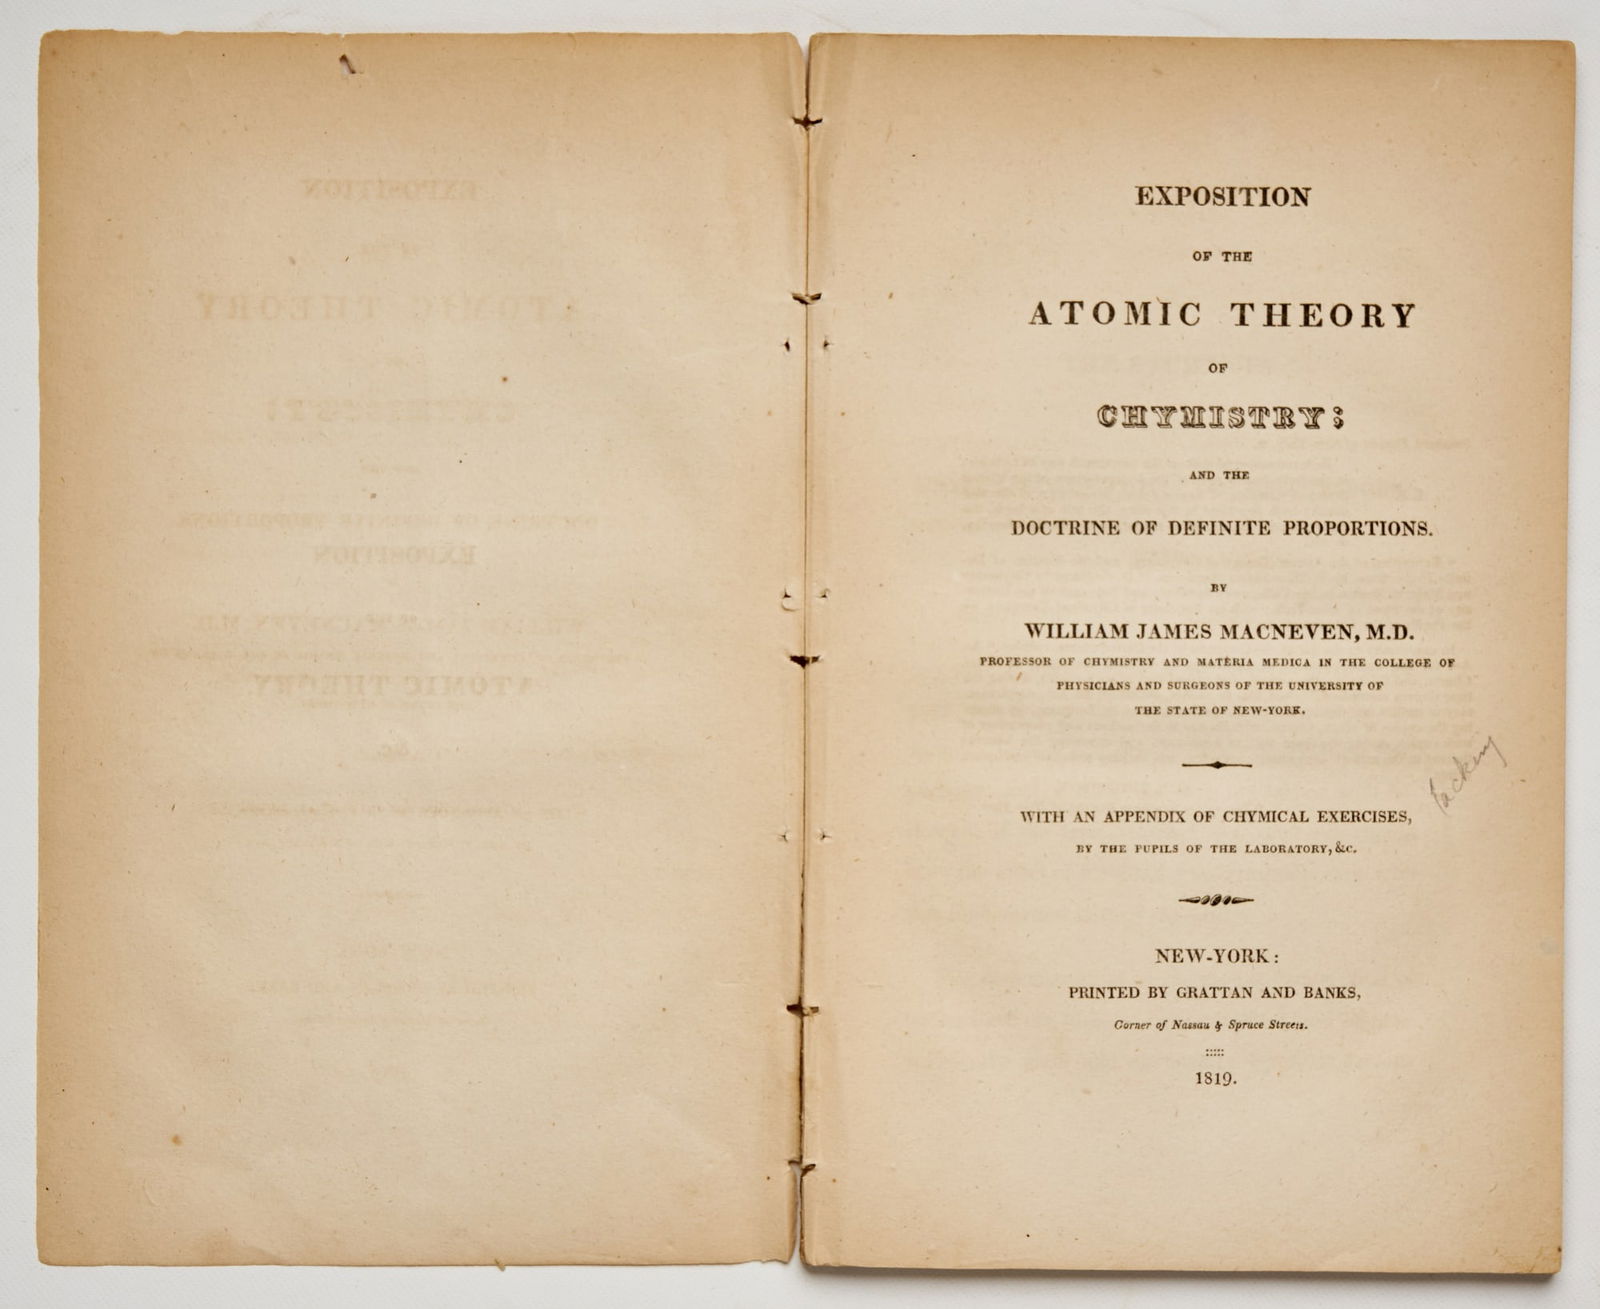 EXPOSITION
OF THE
ATOMIC THEORY
OF
CHYMISTRY;
AND THE
DOCTRINE OF DEFINITE PROPORTIONS.
BY
WILLIAM JAMES MACNEVEN, M.D.
PROFESSOR OF CHYMISTRY AND MATERIA MEDICA IN THE COLLEGE OF
PHYSICIANS AND SURGEONS OF THE UNIVERSITY OF
THE STATE OF NEW-YORK.
WITH AN APPENDIX OF CHYMICAL EXERCISES,
BY THE PUPILS OF THE LABORATORY, &c.
NEW-YORK:
PRINTED BY GRATTAN AND BANKS,
Corner of Nassau & Spruce Streets.
1819.